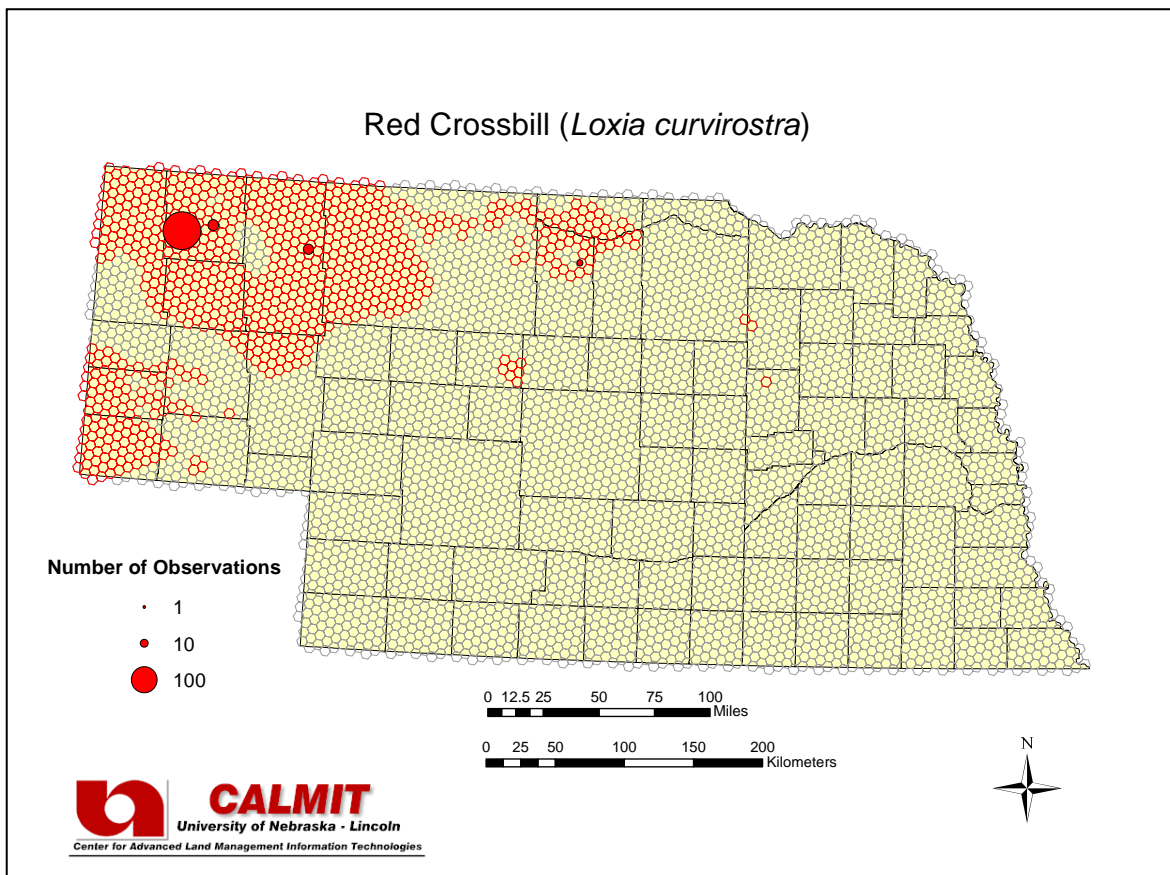 Red Crossbill (Loxia curvirostra)
Number of Observations
1
10
100
0 12.5 25 50 75 100
Miles
0 25 50 100 150 200
Kilometers
N
CALMIT
University of Nebraska - Lincoln
Center for Advanced Land Management Information Technologies